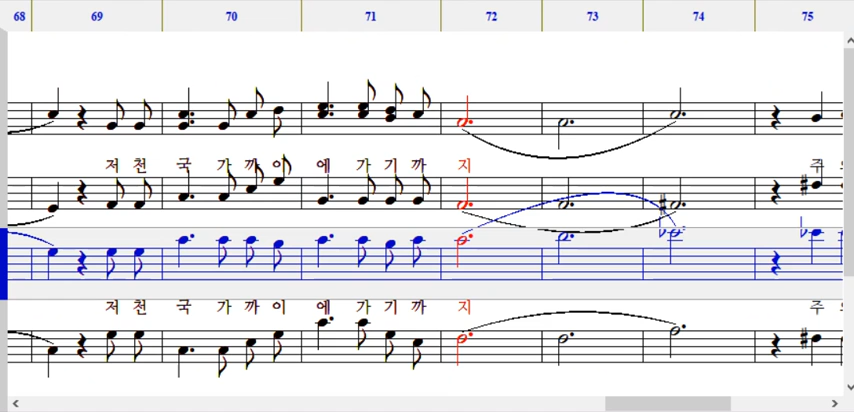 68 69 70 71 72 73 74 75
저 천 국 가 까 이 에 가 기 까 지 주
저 천 국 가 까 이 에 가 기 까 지 주